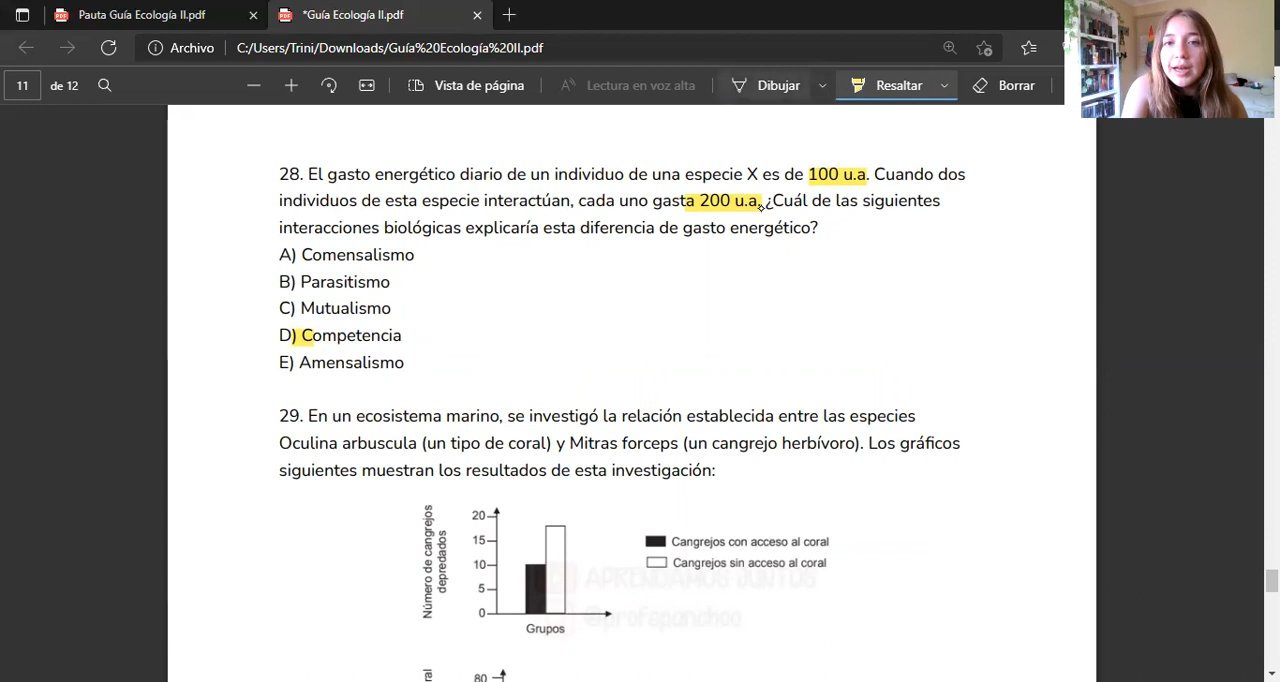 Pauta Guía Ecología II.pdf
*Guía Ecología II.pdf
Archivo
C:/Users/Trini/Downloads/Guía%20Ecología%20II.pdf
11
de 12
Vista de página
Lectura en voz alta
Dibujar
Resaltar
Borrar
28. El gasto energético diario de un individuo de una especie X es de 100 u.a. Cuando dos
individuos de esta especie interactúan, cada uno gasta 200 u.a. ¿Cuál de las siguientes
interacciones biológicas explicaría esta diferencia de gasto energético?
A) Comensalismo
B) Parasitismo
C) Mutualismo
D) Competencia
E) Amensalismo
29. En un ecosistema marino, se investigó la relación establecida entre las especies
Oculina arbuscula (un tipo de coral) y Mitras forceps (un cangrejo herbívoro). Los gráficos
siguientes muestran los resultados de esta investigación:
Número de cangrejos
depredados
20
15
10
5
0
Grupos
Cangrejos con acceso al coral
Cangrejos sin acceso al coral
APRENDAMOS JUNTOS
@profepanchoo
80
ral